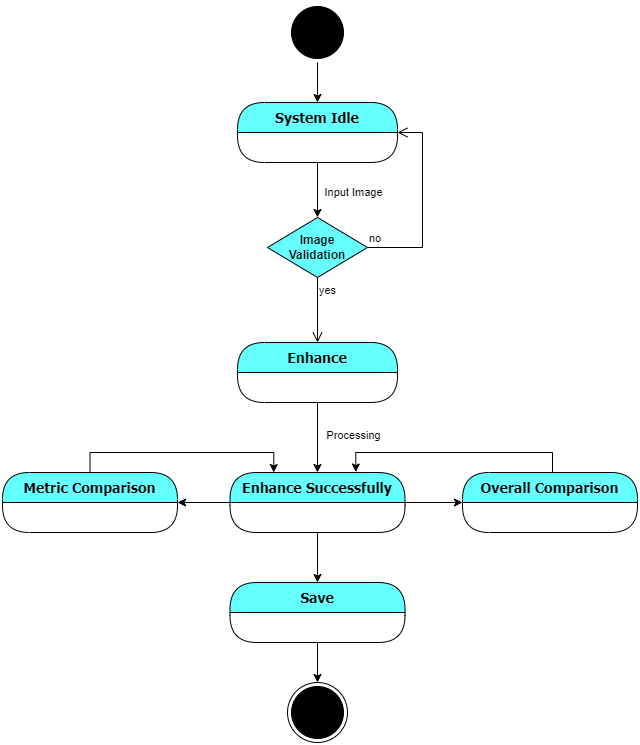 System Idle
Input Image
Image
Validation
no
yes
Enhance
Processing
Metric Comparison
Enhance Successfully
Overall Comparison
Save